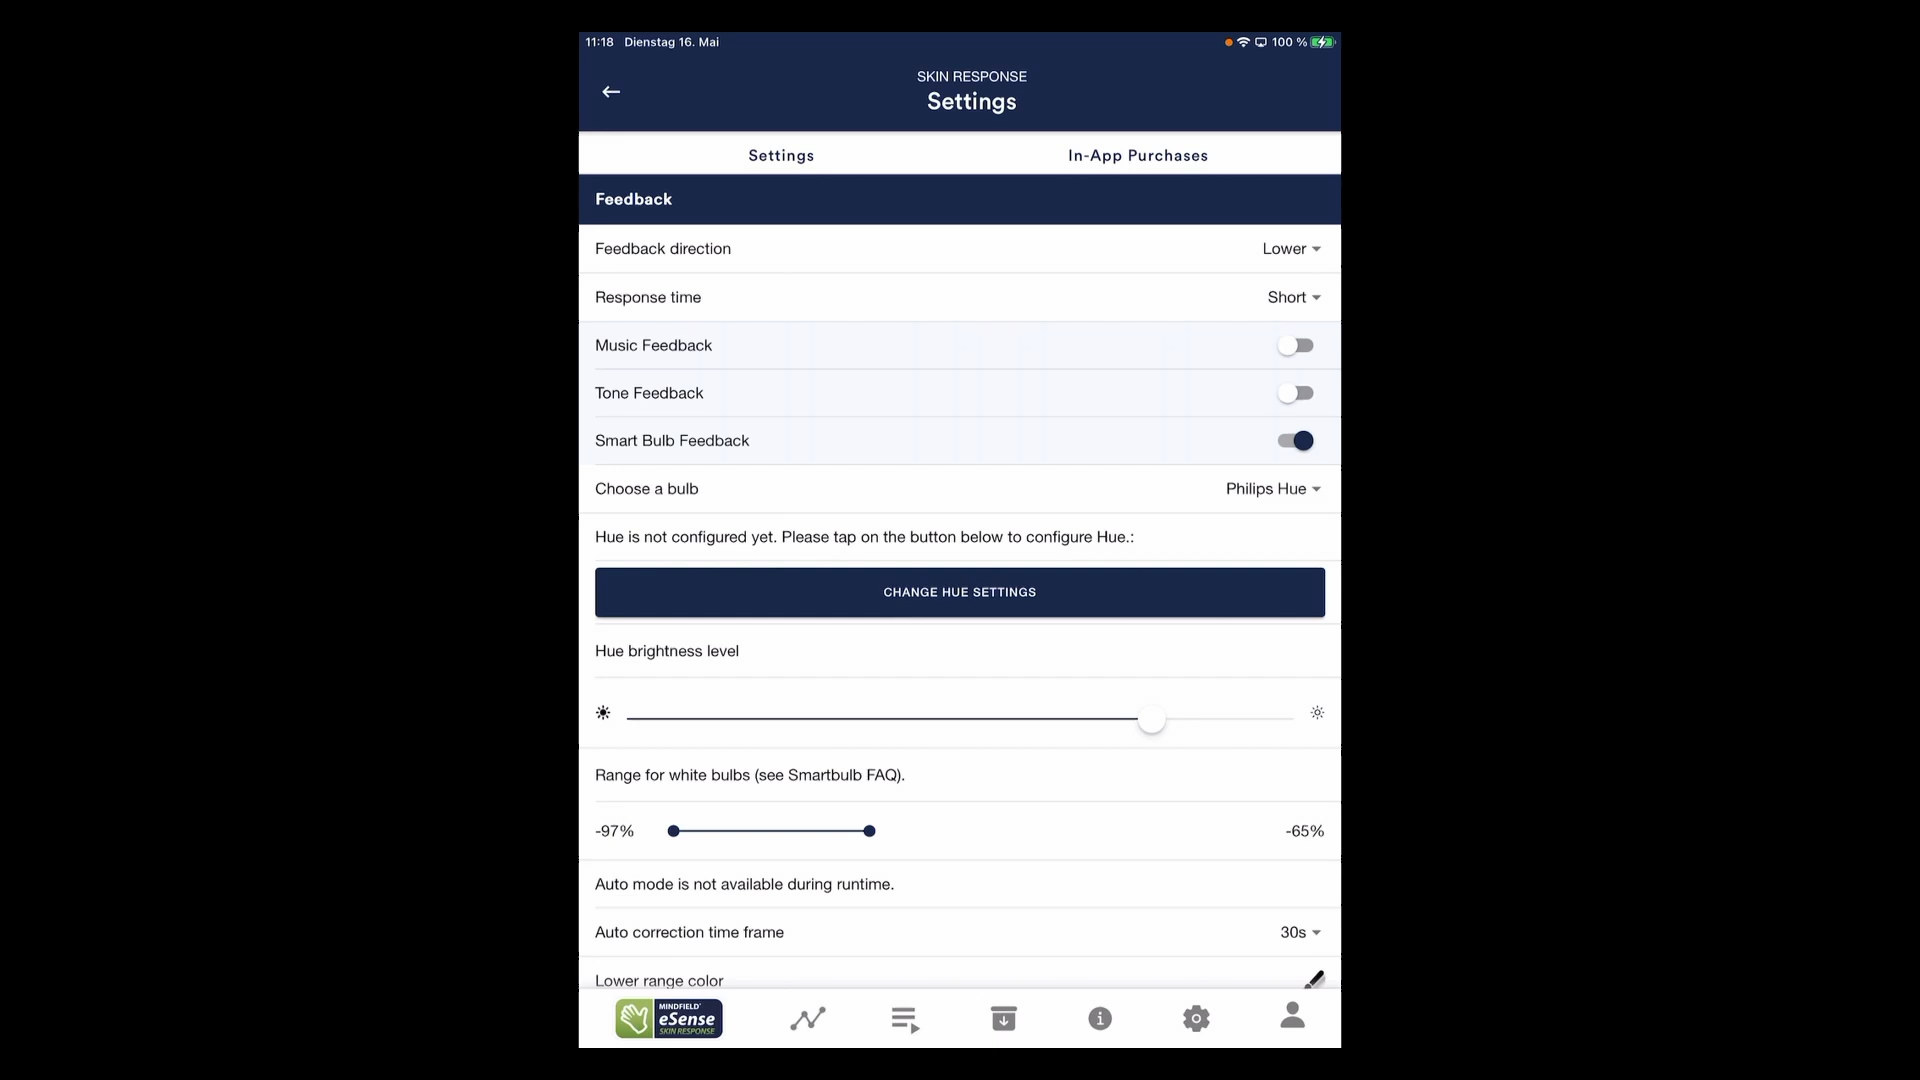 11:18 Dienstag 16. Mai
100 %
SKIN RESPONSE
Settings
Settings
In-App Purchases
Feedback
Feedback direction
Lower
Response time
Short
Music Feedback
Tone Feedback
Smart Bulb Feedback
Choose a bulb
Philips Hue
Hue is not configured yet. Please tap on the button below to configure Hue.:
CHANGE HUE SETTINGS
Hue brightness level
Range for white bulbs (see Smartbulb FAQ).
-97%
-65%
Auto mode is not available during runtime.
Auto correction time frame
30s
Lower range color
MINDFIELD®
eSense
SKIN RESPONSE